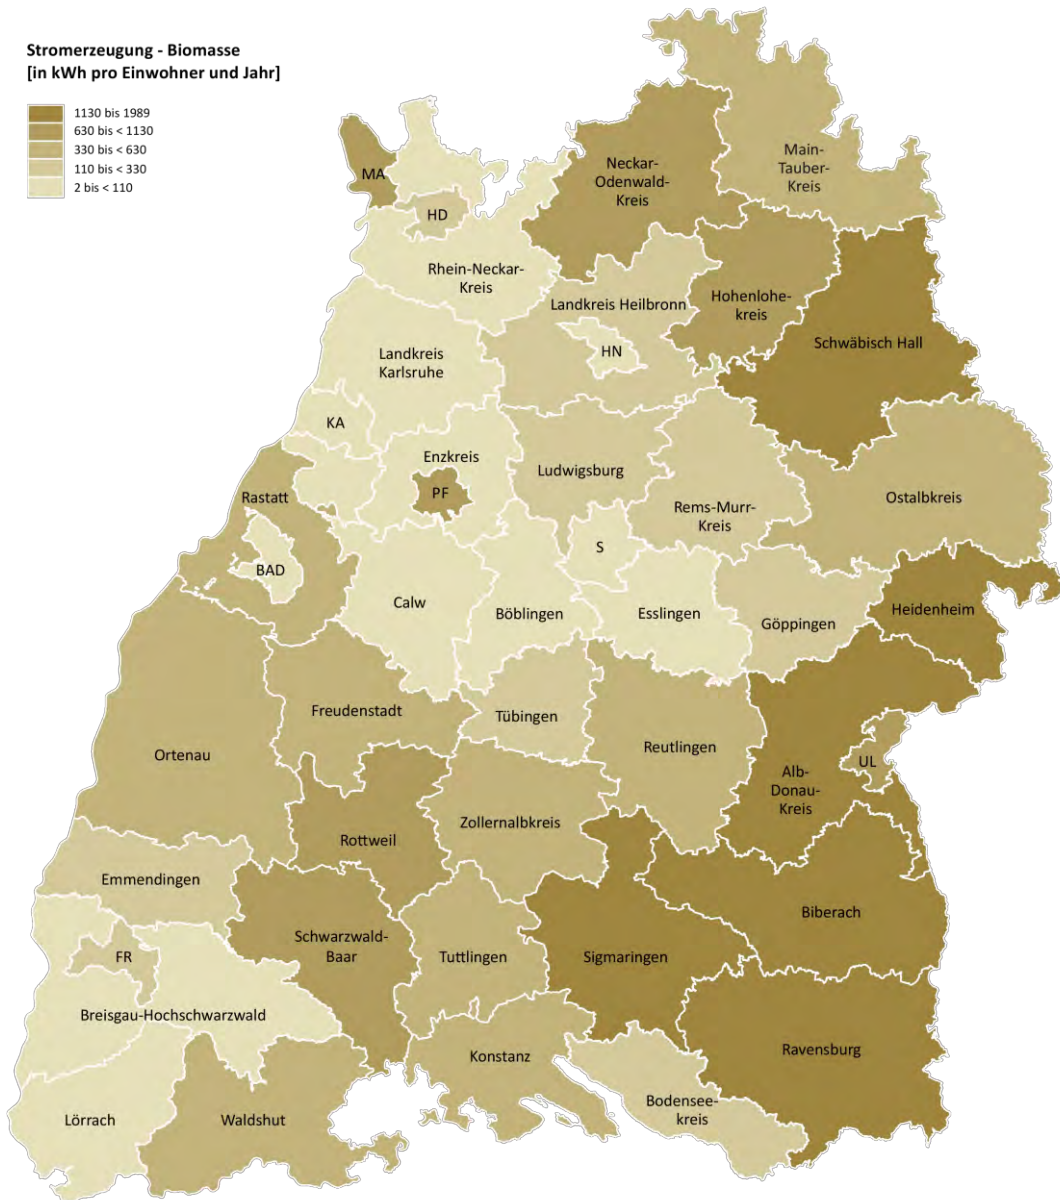 Stromerzeugung - Biomasse
[in kWh pro Einwohner und Jahr]
1130 bis 1989
630 bis < 1130
330 bis < 630
110 bis < 330
2 bis < 110
MA
HD
Neckar-
Odenwald-
Kreis
Main-
Tauber-
Kreis
Rhein-Neckar-
Kreis
Landkreis Heilbronn
Hohenlohe-
kreis
HN
Schwäbisch Hall
Landkreis
Karlsruhe
KA
Enzkreis
PF
Ludwigsburg
Rems-Murr-
Kreis
Ostalbkreis
Rastatt
BAD
S
Calw
Böblingen
Esslingen
Göppingen
Heidenheim
Freudenstadt
Tübingen
Ortenau
Reutlingen
UL
Alb-
Donau-
Kreis
Rottweil
Zollernalbkreis
Emmendingen
Biberach
Schwarzwald-
Baar
FR
Tuttlingen
Sigmaringen
Breisgau-Hochschwarzwald
Konstanz
Ravensburg
Lörrach
Waldshut
Bodensee-
kreis